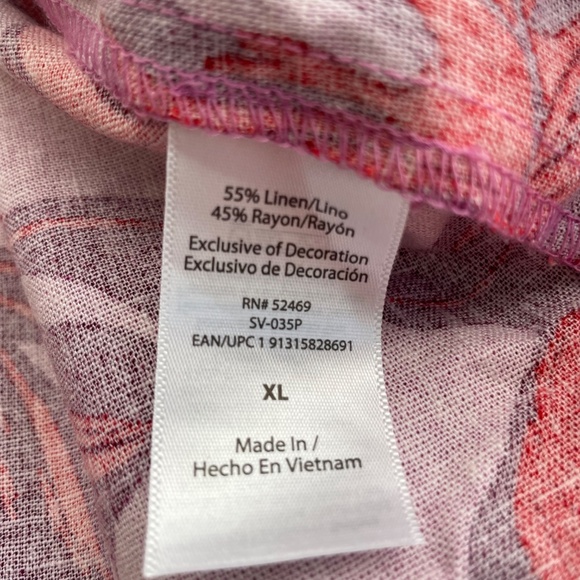 55% Linen/Lino
45% Rayon/Rayón
Exclusive of Decoration
Exclusivo de Decoración
RN# 52469
SV-035P
EAN/UPC 1 91315828691
XL
Made In /
Hecho En Vietnam